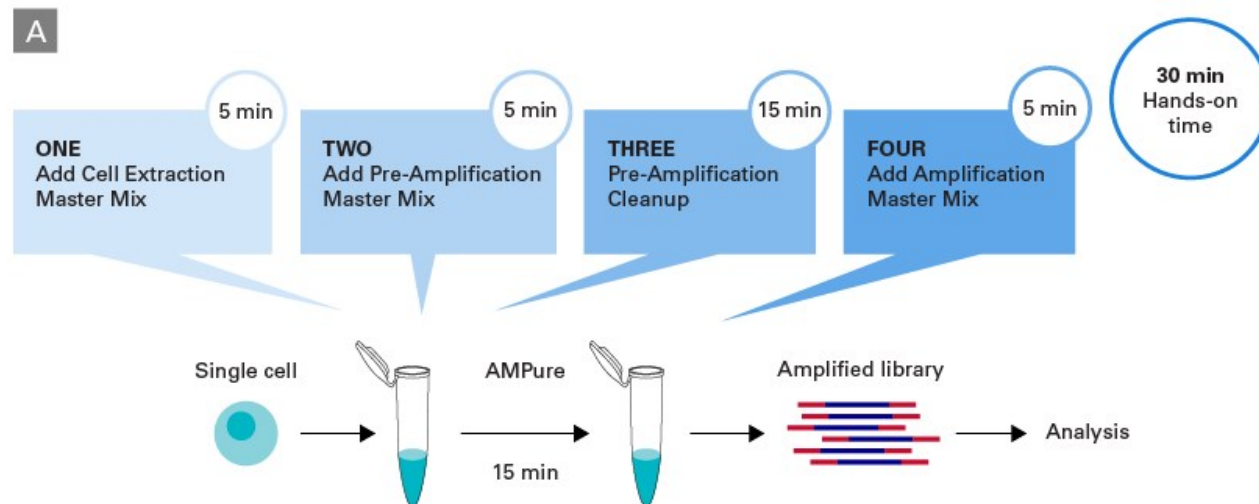 A
5 min
ONE
Add Cell Extraction
Master Mix
5 min
TWO
Add Pre-Amplification
Master Mix
15 min
THREE
Pre-Amplification
Cleanup
5 min
FOUR
Add Amplification
Master Mix
30 min
Hands-on
time
Single cell
AMPure
15 min
Amplified library
Analysis